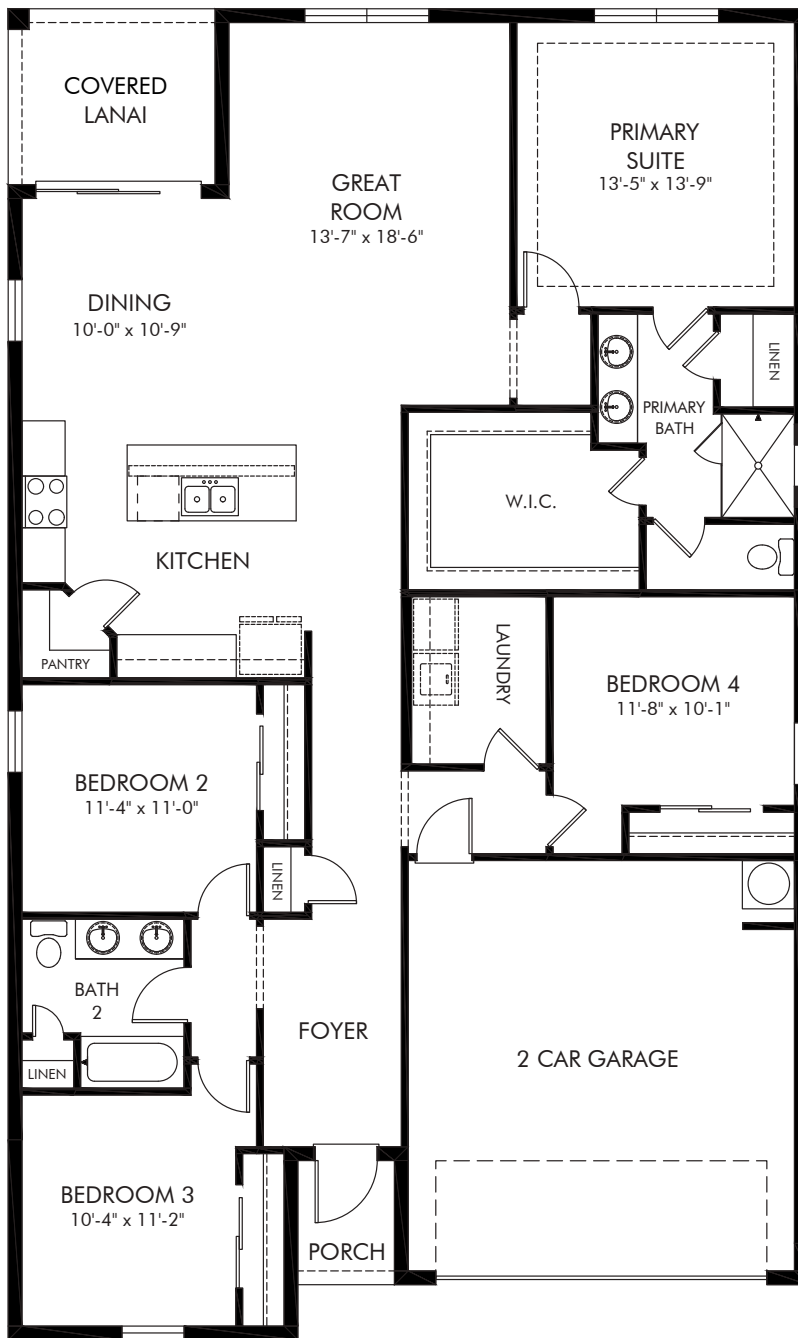 COVERED
LANAI
PRIMARY
SUITE
13'-5" x 13'-9"
GREAT
ROOM
13'-7" x 18'-6"
DINING
10'-0" x 10'-9"
LINEN
PRIMARY
BATH
W.I.C.
KITCHEN
PANTRY
LAUNDRY
BEDROOM 4
11'-8" x 10'-1"
BEDROOM 2
11'-4" x 11'-0"
LINEN
BATH
2
FOYER
2 CAR GARAGE
LINEN
BEDROOM 3
10'-4" x 11'-2"
PORCH